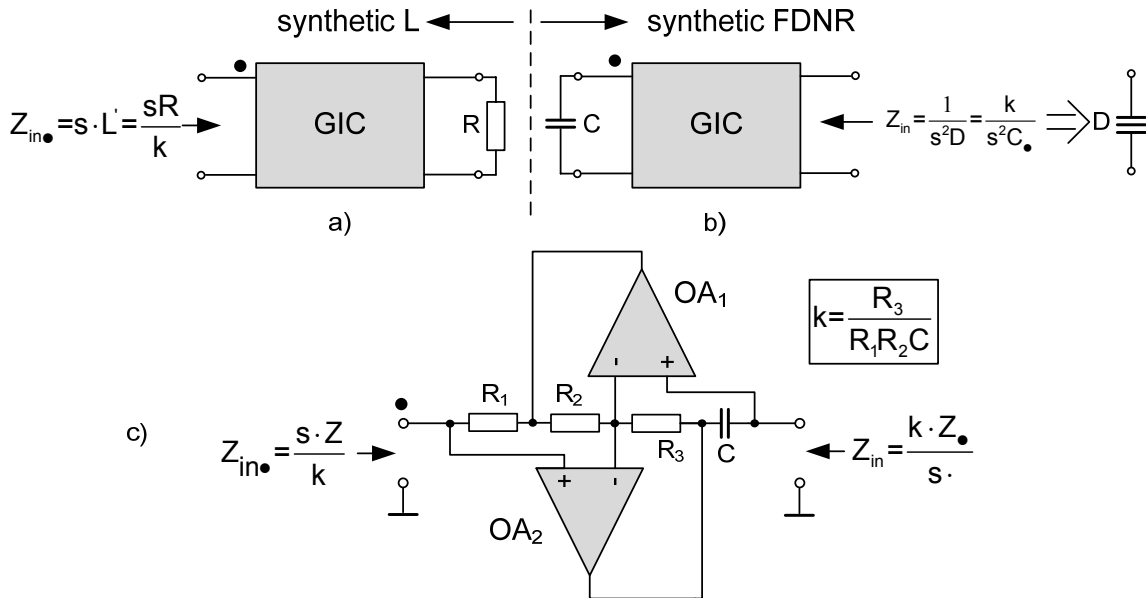 synthetic L
synthetic FDNR
Z_in● = s·L' = sR/k
GIC
R
C
GIC
Z_in = 1/s²D = k/s²C●
D
a)
b)
OA₁
k = R₃/R₁R₂C
- +
R₁
R₂
R₃
C
c)
Z_in● = s·Z/k
Z_in = k·Z●/s·
+ -
OA₂